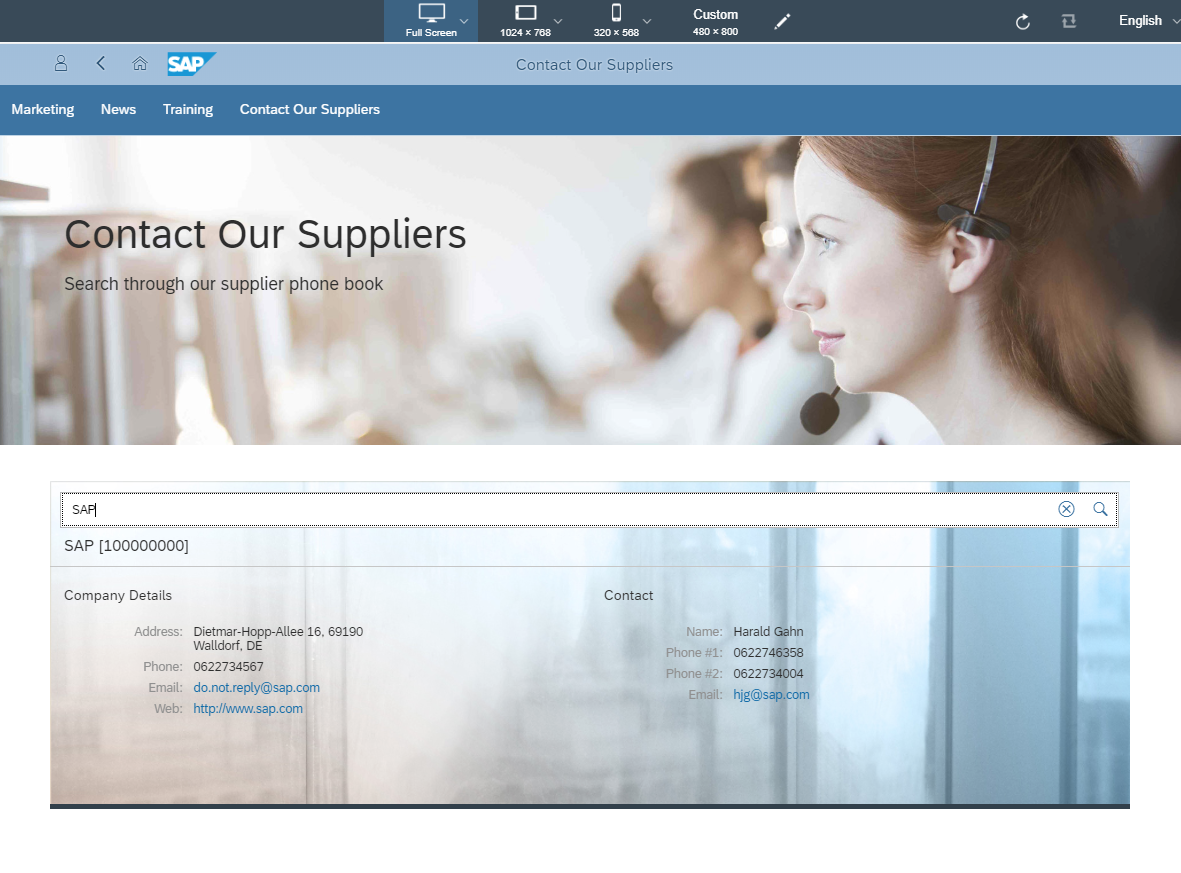 Full Screen
1024 × 768
320 × 568
Custom
480 × 800
English
SAP
Contact Our Suppliers
Marketing News Training Contact Our Suppliers
Contact Our Suppliers
Search through our supplier phone book
SAP
SAP [100000000]
Company Details
Address: Dietmar-Hopp-Allee 16, 69190
Walldorf, DE
Phone: 0622734567
Email: do.not.reply@sap.com
Web: http://www.sap.com
Contact
Name: Harald Gahn
Phone #1: 0622746358
Phone #2: 0622734004
Email: hjg@sap.com